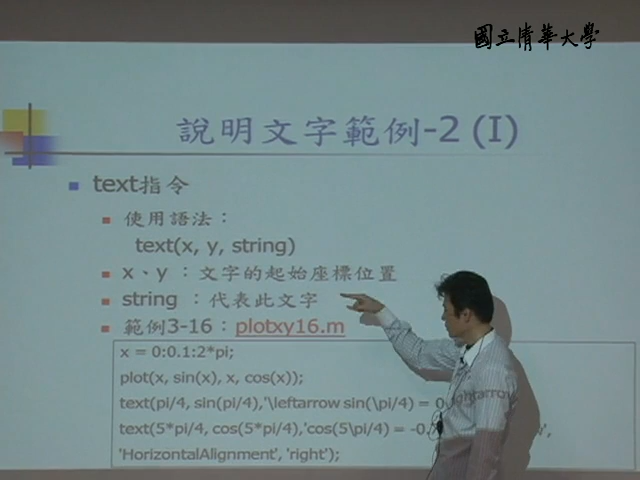 國立清華大學
說明文字範例-2 (I)
text指令
使用語法：
text(x, y, string)
x、y ：文字的起始座標位置
string ：代表此文字
範例3-16：plotxy16.m
x = 0:0.1:2*pi;
plot(x, sin(x), x, cos(x));
text(pi/4, sin(pi/4),'\leftarrow sin(\pi/4) = 0
text(5*pi/4, cos(5*pi/4),'cos(5\pi/4) = -0.
'HorizontalAlignment', 'right');